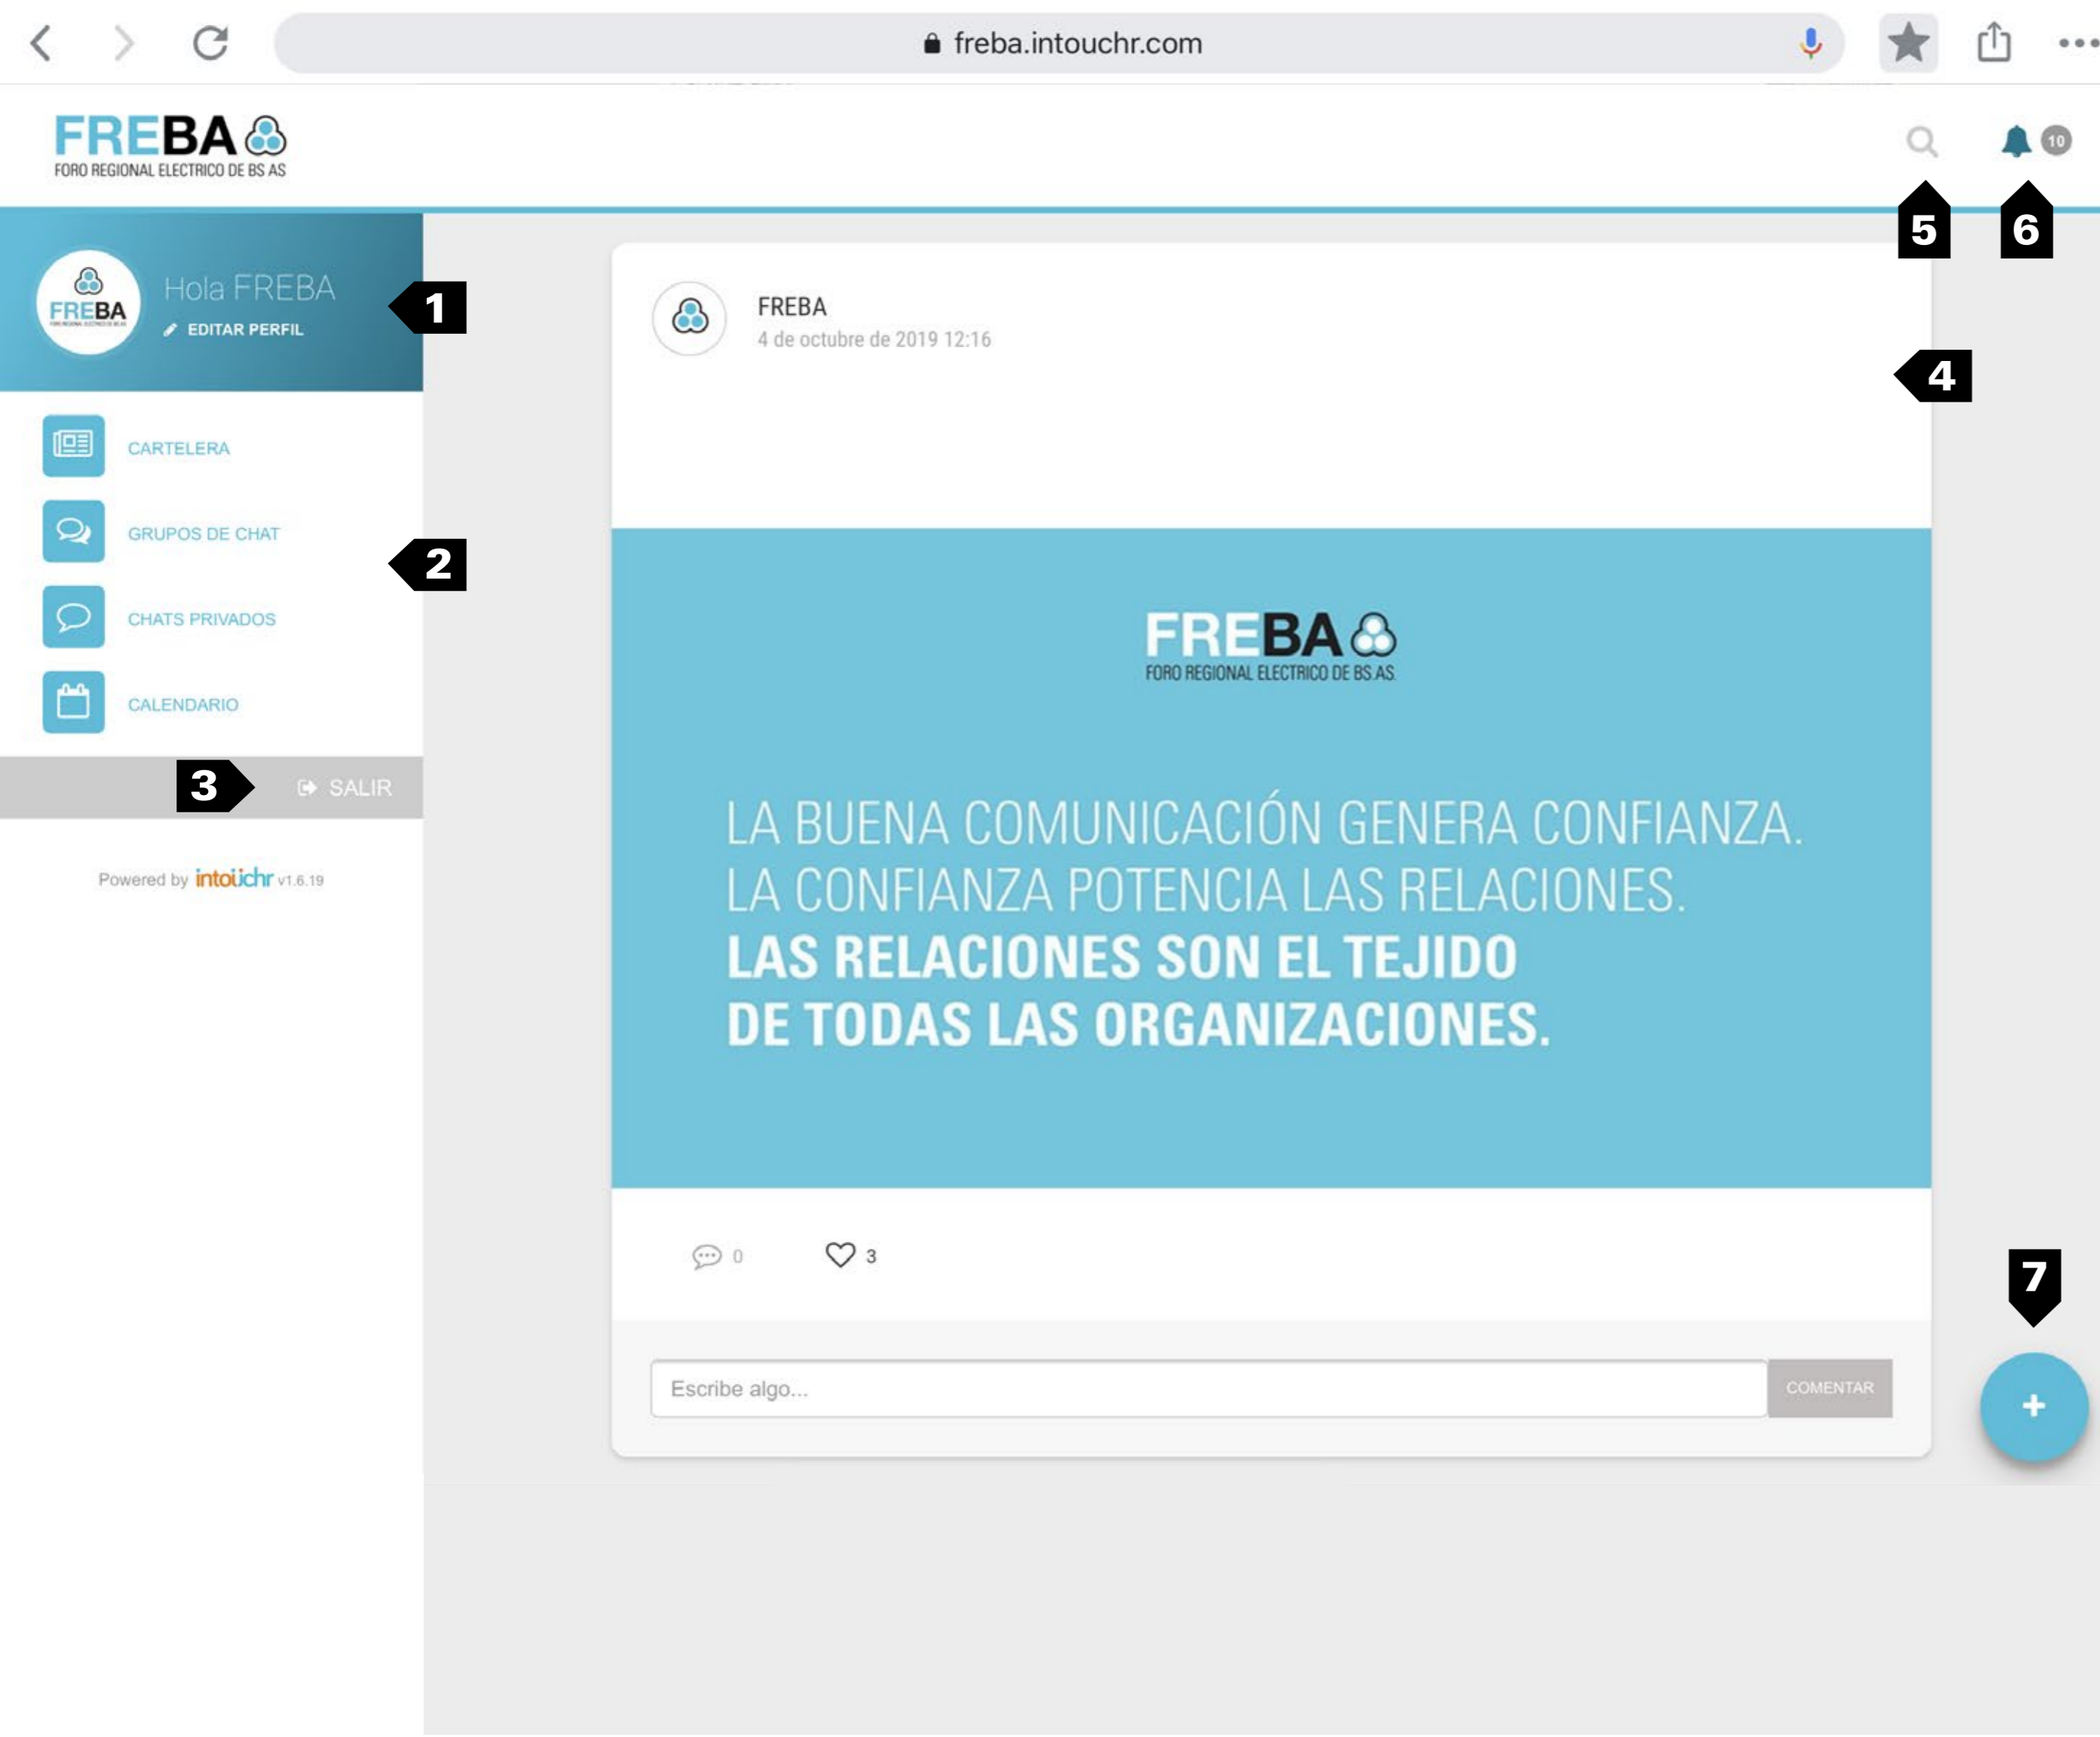 freba.intouchr.com
FREBA
FORO REGIONAL ELECTRICO DE BS AS
10
5
6
FREBA
Hola FREBA
EDITAR PERFIL
1
FREBA
4 de octubre de 2019 12:16
4
CARTELERA
GRUPOS DE CHAT
2
CHATS PRIVADOS
CALENDARIO
3
SALIR
Powered by intoüchr v1.6.19
FREBA
FORO REGIONAL ELECTRICO DE BS.AS.
LA BUENA COMUNICACIÓN GENERA CONFIANZA.
LA CONFIANZA POTENCIA LAS RELACIONES.
LAS RELACIONES SON EL TEJIDO
DE TODAS LAS ORGANIZACIONES.
0
3
7
Escribe algo...
COMENTAR
+